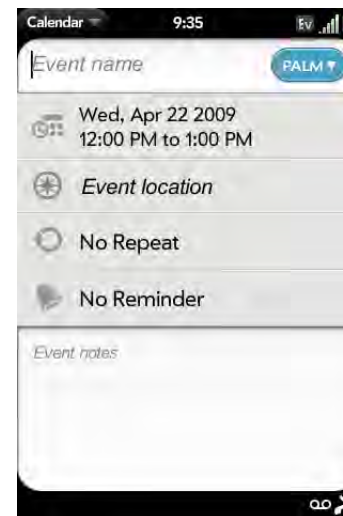 Calendar 9:35 Ev
Event name PALM
Wed, Apr 22 2009
12:00 PM to 1:00 PM
Event location
No Repeat
No Reminder
Event notes